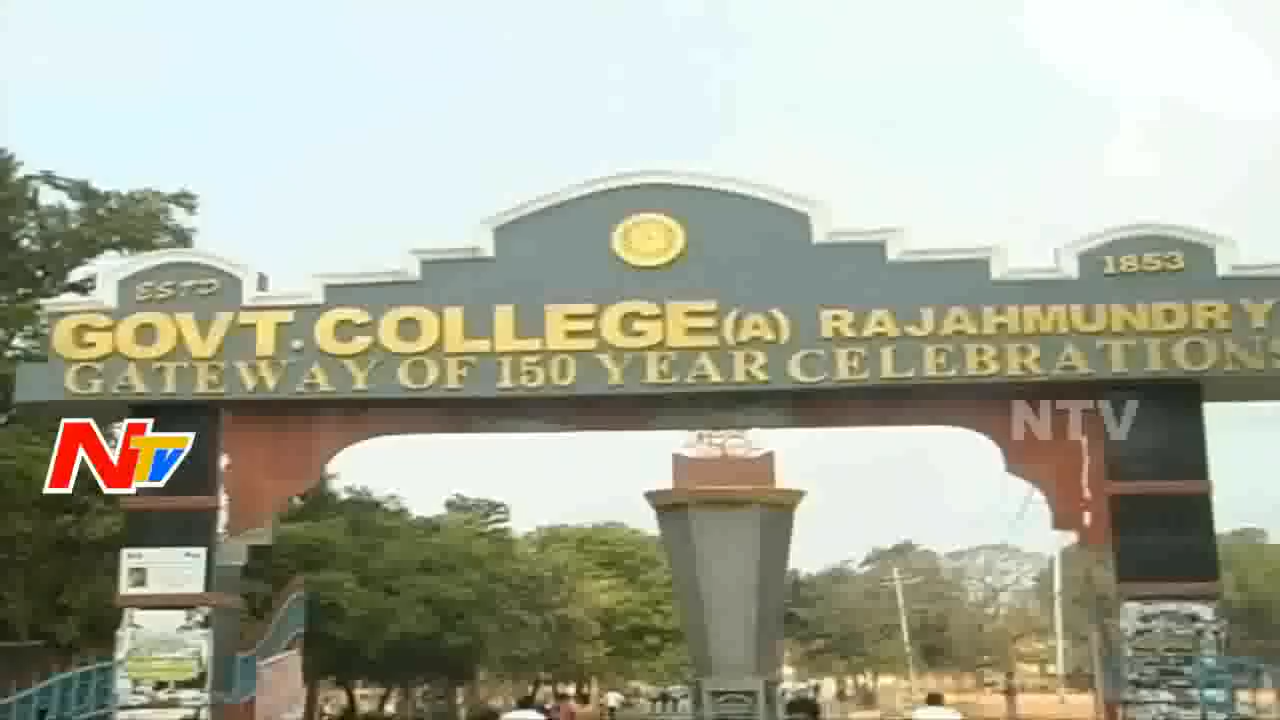 ESTD
1853
GOVT. COLLEGE (A) RAJAHMUNDRY
GATEWAY OF 150 YEAR CELEBRATIONS
NTV
NTV